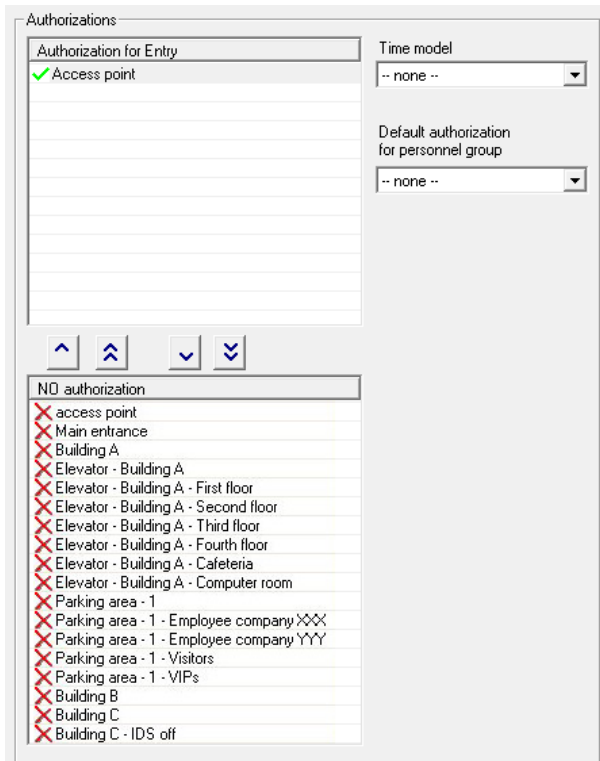 Authorizations
Authorization for Entry
Access point
Time model
-- none --
Default authorization
for personnel group
-- none --
NO authorization
access point
Main entrance
Building A
Elevator - Building A
Elevator - Building A - First floor
Elevator - Building A - Second floor
Elevator - Building A - Third floor
Elevator - Building A - Fourth floor
Elevator - Building A - Cafeteria
Elevator - Building A - Computer room
Parking area - 1
Parking area - 1 - Employee company XXX
Parking area - 1 - Employee company YYY
Parking area - 1 - Visitors
Parking area - 1 - VIPs
Building B
Building C
Building C - IDS off